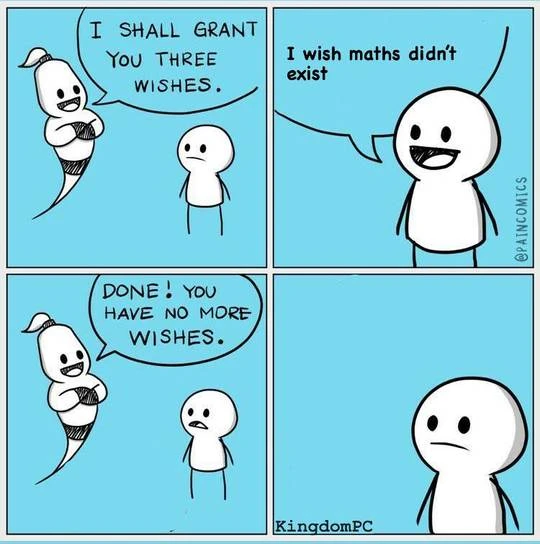 I SHALL GRANT
YOU THREE
WISHES.
I wish maths didn't
exist
@PAINCOMICS
DONE! YOU
HAVE NO MORE
WISHES.
KingdomPC